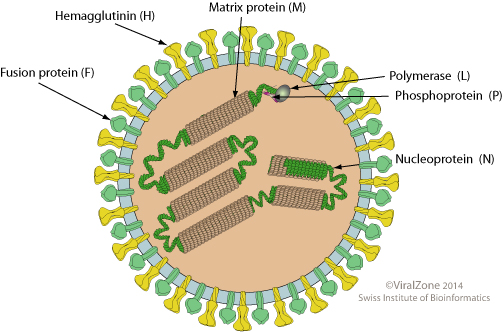 Matrix protein (M)
Hemagglutinin (H)
Fusion protein (F)
Polymerase (L)
Phosphoprotein (P)
Nucleoprotein (N)
©ViralZone 2014
Swiss Institute of Bioinformatics